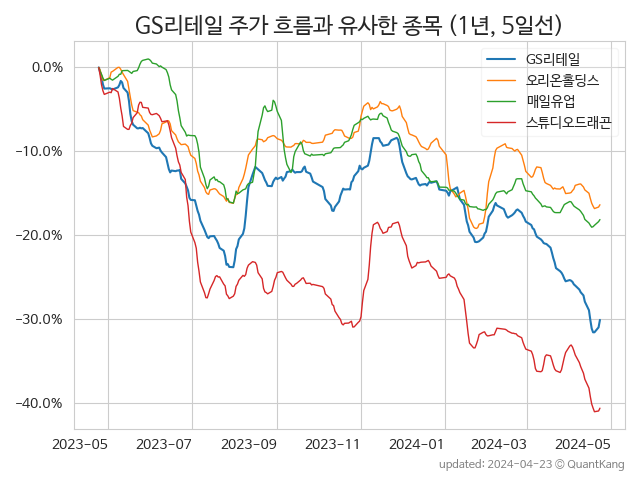 GS리테일 주가 흐름과 유사한 종목 (1년, 5일선)
GS리테일
오리온홀딩스
매일유업
스튜디오드래곤
0.0%
−10.0%
−20.0%
−30.0%
−40.0%
2023-05 2023-07 2023-09 2023-11 2024-01 2024-03 2024-05
updated: 2024-04-23 © QuantKang